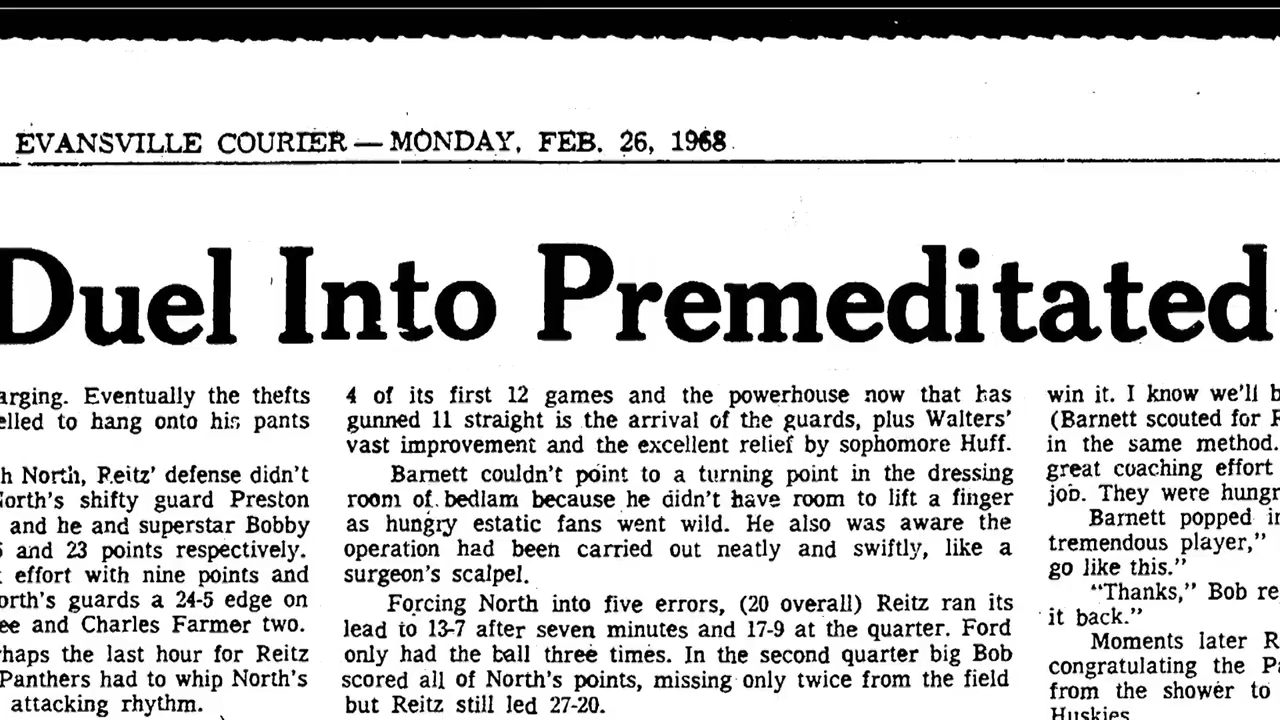 EVANSVILLE COURIER — MONDAY, FEB. 26, 1968
Duel Into Premeditated
arging. Eventually the thefts
elled to hang onto his pants
h North, Reitz' defense didn't
North's shifty guard Preston
and he and superstar Bobby
and 23 points respectively.
effort with nine points and
orth's guards a 24-5 edge on
ee and Charles Farmer two.
rhaps the last hour for Reitz
Panthers had to whip North's
attacking rhythm.
4 of its first 12 games and the powerhouse now that has
gunned 11 straight is the arrival of the guards, plus Walters'
vast improvement and the excellent relief by sophomore Huff.
Barnett couldn't point to a turning point in the dressing
room of bedlam because he didn't have room to lift a finger
as hungry estatic fans went wild. He also was aware the
operation had been carried out neatly and swiftly, like a
surgeon's scalpel.
Forcing North into five errors, (20 overall) Reitz ran its
lead to 13-7 after seven minutes and 17-9 at the quarter. Ford
only had the ball three times. In the second quarter big Bob
scored all of North's points, missing only twice from the field
but Reitz still led 27-20.
win it. I know we'll b
(Barnett scouted for R
in the same method.
great coaching effort
job. They were hungr
Barnett popped in
tremendous player,"
go like this."
"Thanks," Bob re
it back."
Moments later R
congratulating the Pa
from the shower to
Huskies